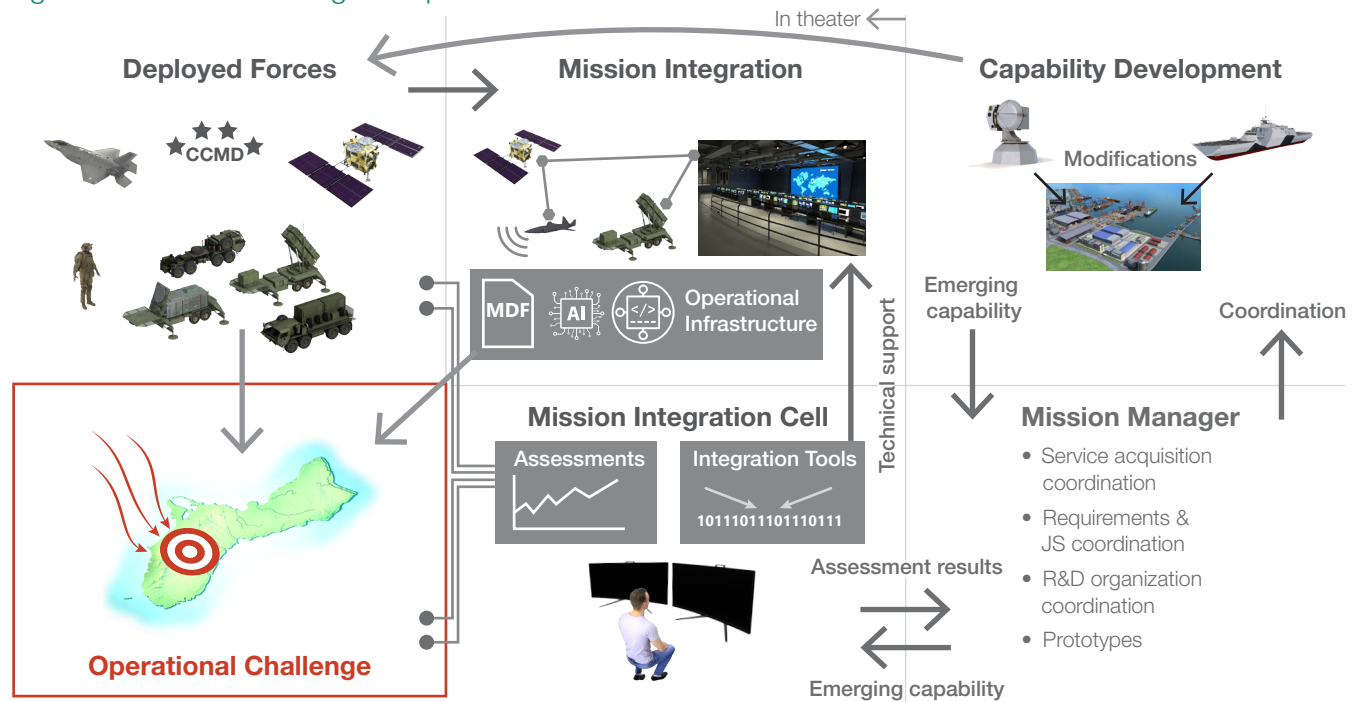 In theater
Deployed Forces
Mission Integration
Capability Development
CCMD
Modifications
MDF
AI
</>
Operational
Infrastructure
Technical support
Emerging
capability
Coordination
Mission Integration Cell
Assessments
Integration Tools
10111011101110111
Mission Manager
• Service acquisition
coordination
• Requirements &
JS coordination
• R&D organization
coordination
• Prototypes
Assessment results
Emerging capability
Operational Challenge